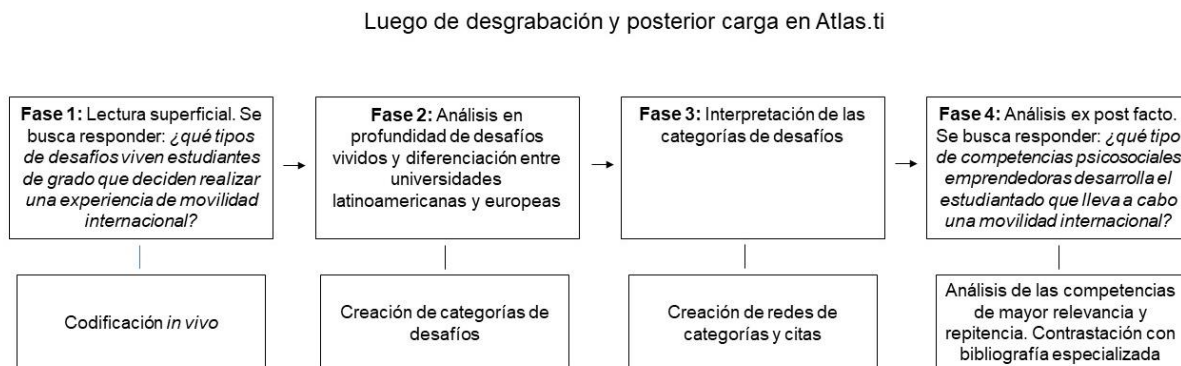 Luego de desgrabación y posterior carga en Atlas.ti
Fase 1: Lectura superficial. Se
busca responder: ¿qué tipos
de desafíos viven estudiantes
de grado que deciden realizar
una experiencia de movilidad
internacional?
Fase 2: Análisis en
profundidad de desafíos
vividos y diferenciación entre
universidades
latinoamericanas y europeas
Fase 3: Interpretación de las
categorías de desafíos
Fase 4: Análisis ex post facto.
Se busca responder: ¿qué tipo
de competencias psicosociales
emprendedoras desarrolla el
estudiantado que lleva a cabo
una movilidad internacional?
Codificación in vivo
Creación de categorías de
desafíos
Creación de redes de
categorías y citas
Análisis de las competencias
de mayor relevancia y
repitencia. Contrastación con
bibliografía especializada